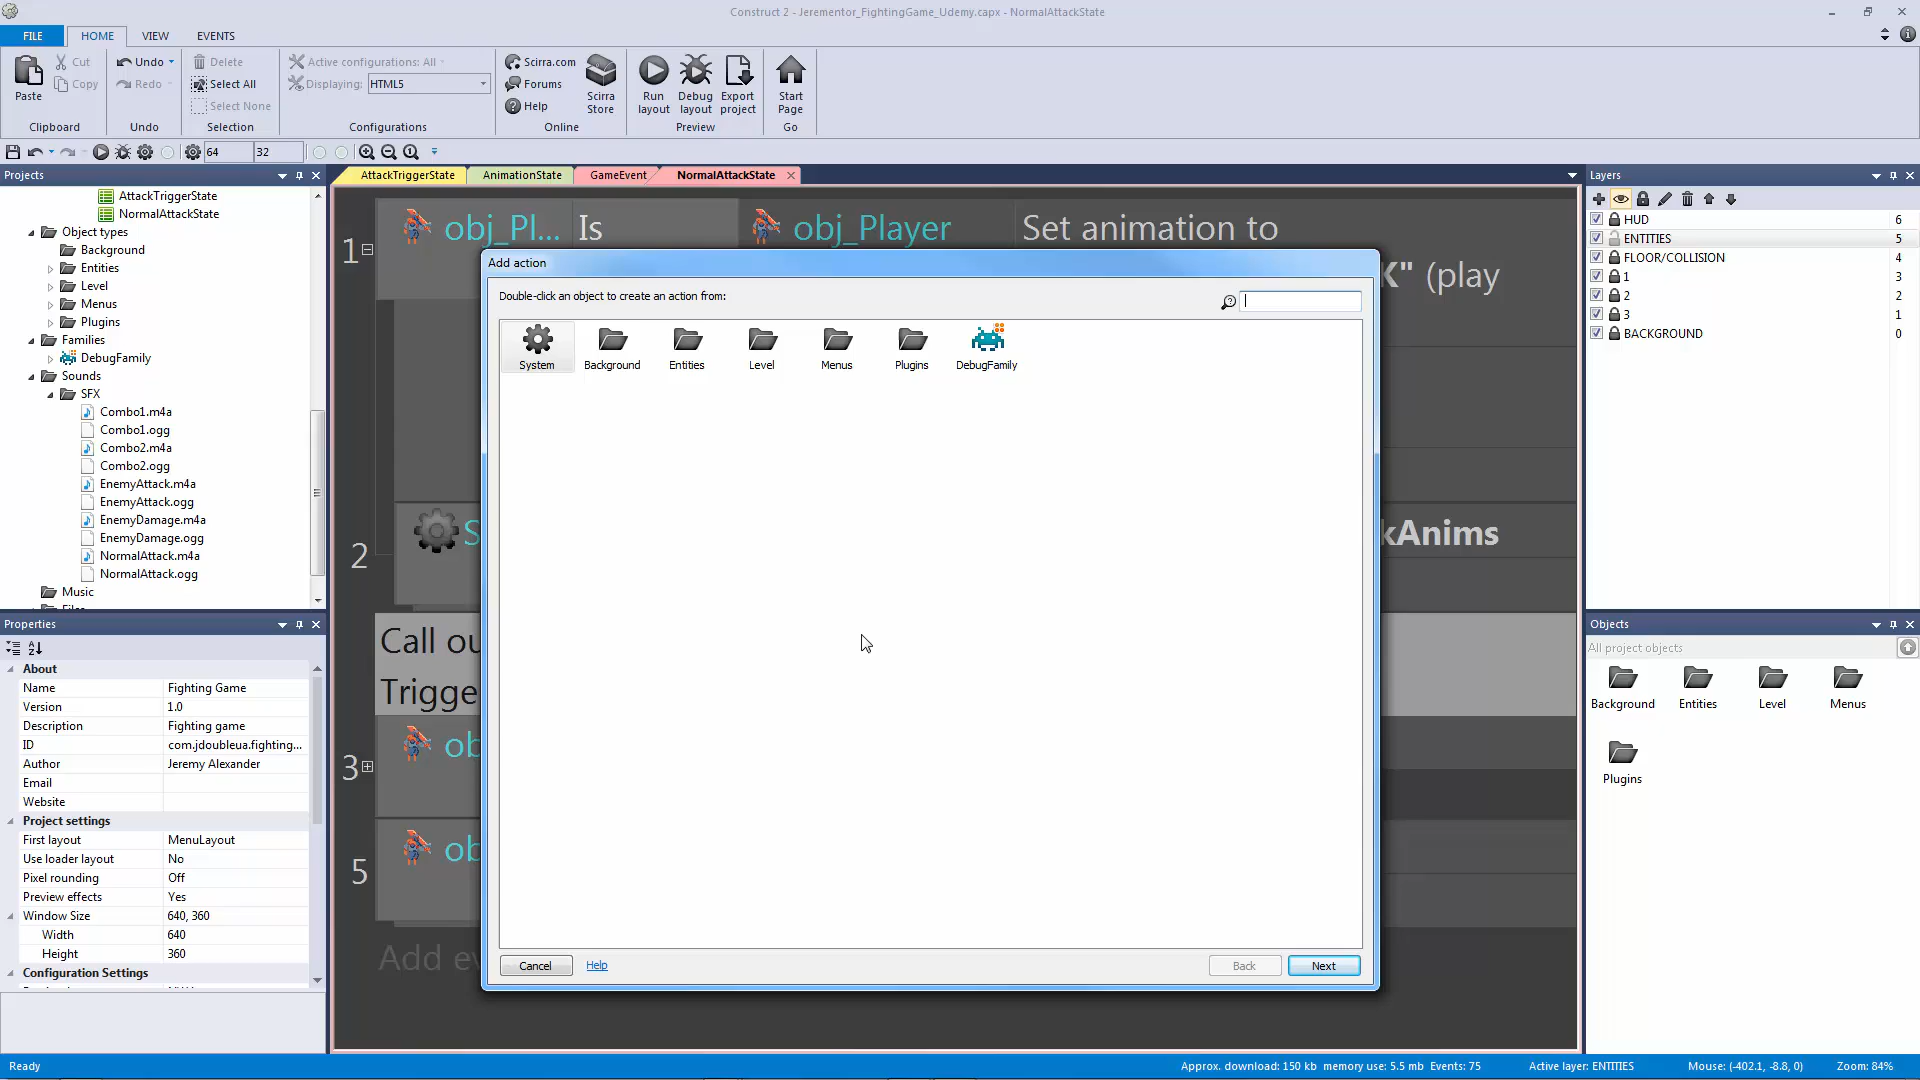 Construct 2 - Jerementor_FightingGame_Udemy.capx - NormalAttackState
FILE HOME VIEW EVENTS
Paste
Cut
Copy
Clipboard
Undo
Redo
Undo
Delete
Select All
Select None
Selection
Active configurations: All
Displaying: HTML5
Configurations
Scirra.com
Forums
Help
Scirra Store
Online
Run layout
Debug layout
Export project
Preview
Start Page
Go
64 32
Projects
AttackTriggerState
NormalAttackState
Object types
Background
Entities
Level
Menus
Plugins
Families
DebugFamily
Sounds
SFX
Combo1.m4a
Combo1.ogg
Combo2.m4a
Combo2.ogg
EnemyAttack.m4a
EnemyAttack.ogg
EnemyDamage.m4a
EnemyDamage.ogg
NormalAttack.m4a
NormalAttack.ogg
Music
Properties
About
Name Fighting Game
Version 1.0
Description Fighting game
ID com.jdoubleua.fighting...
Author Jeremy Alexander
Email
Website
Project settings
First layout MenuLayout
Use loader layout No
Pixel rounding Off
Preview effects Yes
Window Size 640, 360
Width 640
Height 360
Configuration Settings
AttackTriggerState AnimationState GameEvent NormalAttackState
1 obj_Pl... Is obj_Player Set animation to
K" (play
2 S kAnims
Call ou
Trigge
3 ob
5 ob
Add ev
Add action
Double-click an object to create an action from:
System Background Entities Level Menus Plugins DebugFamily
Cancel Help Back Next
Layers
HUD 6
ENTITIES 5
FLOOR/COLLISION 4
1 3
2 2
3 1
BACKGROUND 0
Objects
All project objects
Background Entities Level Menus
Plugins
Ready Approx. download: 150 kb memory use: 5.5 mb Events: 75 Active layer: ENTITIES Mouse: (-402.1, -8.8, 0) Zoom: 84%